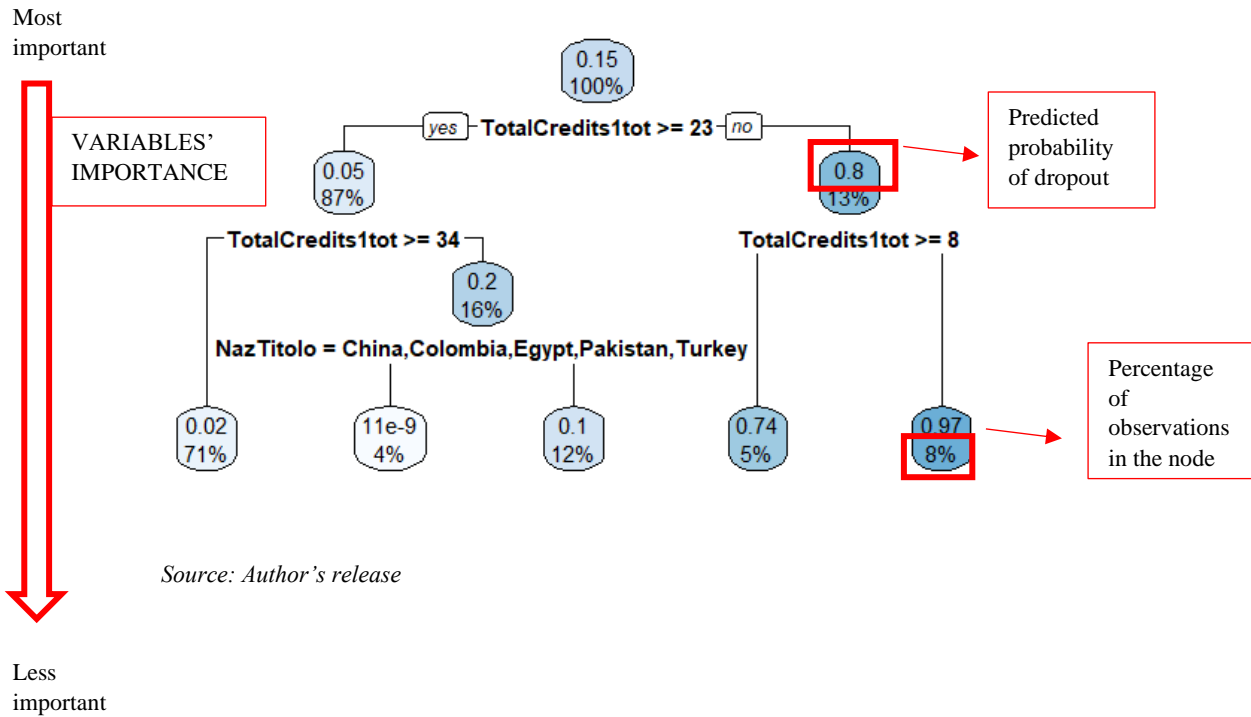 Most
important
VARIABLES’
IMPORTANCE
0.15
100%
yes TotalCredits1tot >= 23 no
0.05
87%
0.8
13%
Predicted
probability
of dropout
TotalCredits1tot >= 34
TotalCredits1tot >= 8
0.2
16%
NazTitolo = China,Colombia,Egypt,Pakistan,Turkey
0.02
71%
11e-9
4%
0.1
12%
0.74
5%
0.97
8%
Percentage
of
observations
in the node
Source: Author’s release
Less
important